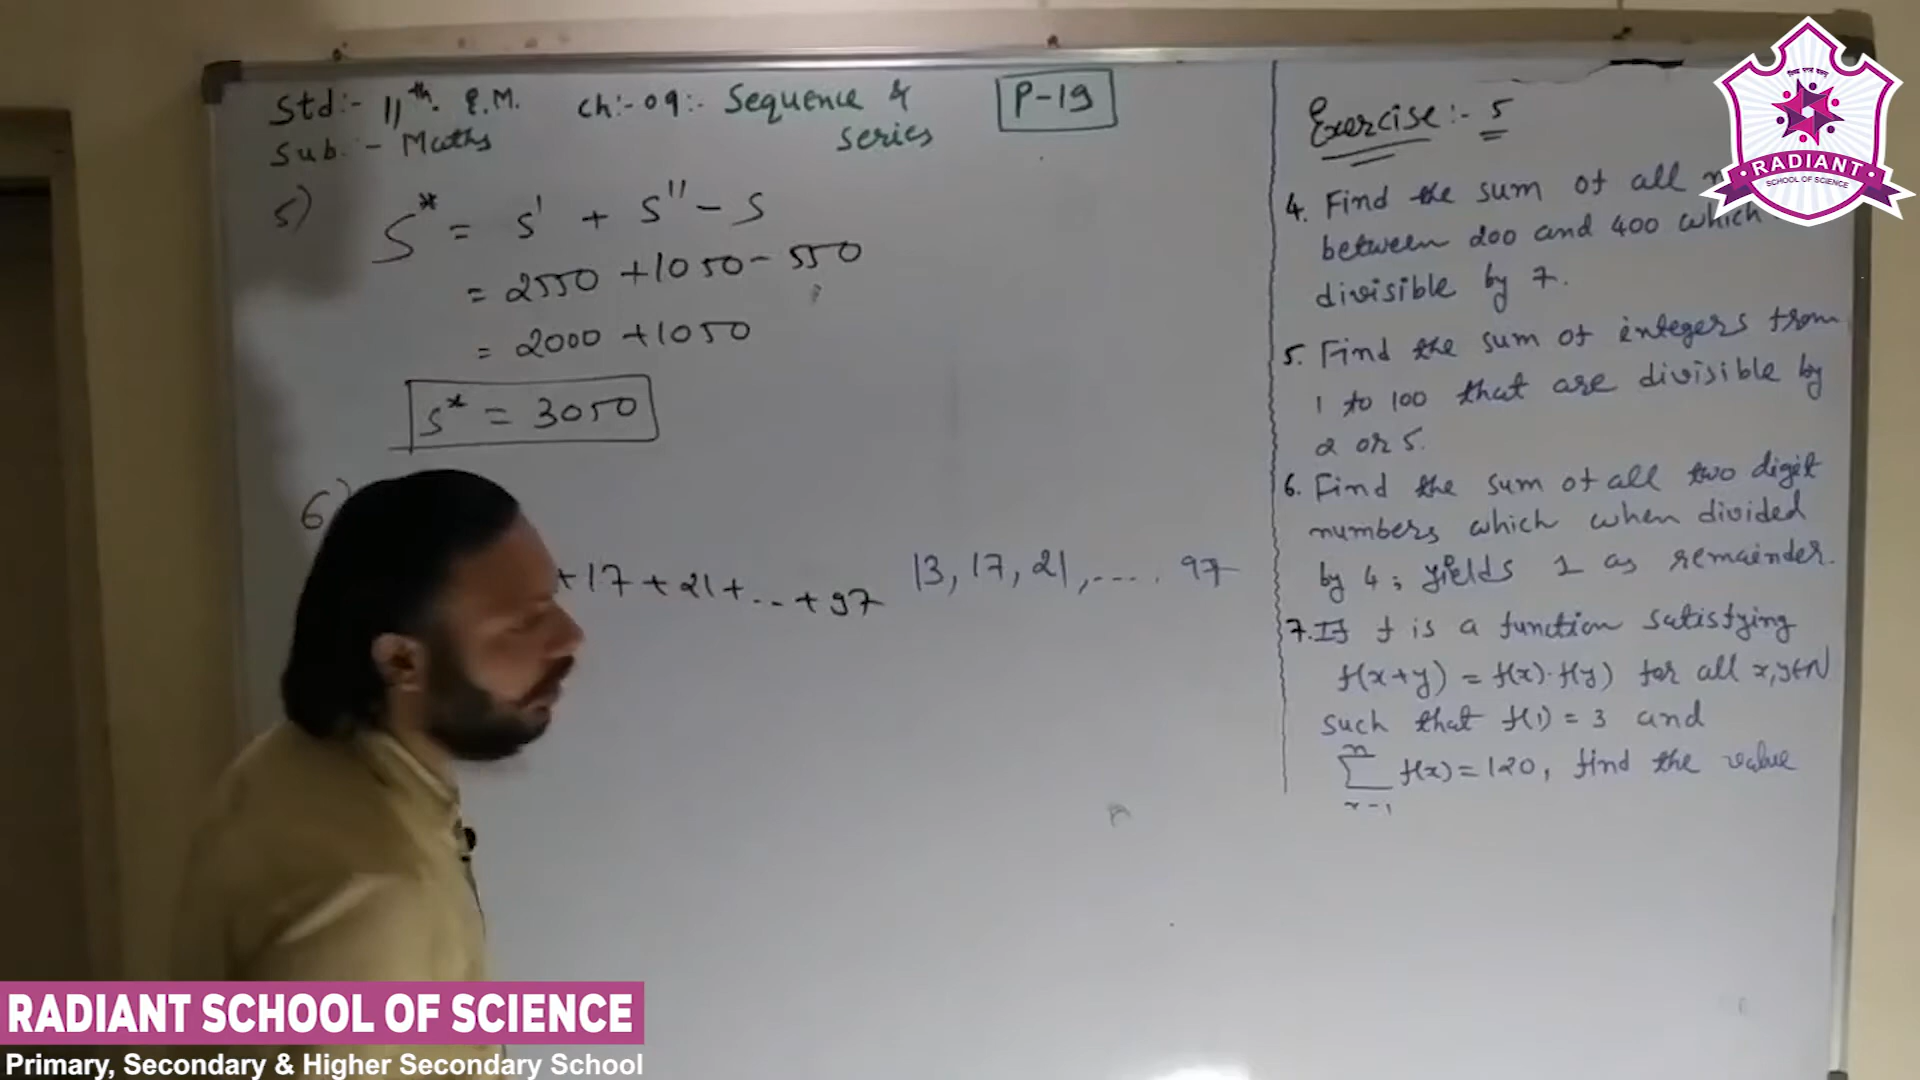 Std:- 11th. E.M. Ch:-09:- Sequence & series P-19
Sub:- Maths
5) S* = S' + S'' - S
= 2550 + 1050 - 550
= 2000 + 1050
S* = 3050
6)
+ 17 + 21 + ... + 97 13, 17, 21, .... 97
Exercise:- 5
4. Find the sum of all
between 200 and 400 which
divisible by 7.
5. Find the sum of integers from
1 to 100 that are divisible by
2 or 5.
6. Find the sum of all two digit
numbers which when divided
by 4; yields 1 as remainder.
7. If f is a function satisfying
f(x+y) = f(x)·f(y) for all x,y∈N
such that f(1) = 3 and
n
∑ f(x) = 120, find the value
x=1
RADIANT
SCHOOL OF SCIENCE
RADIANT SCHOOL OF SCIENCE
Primary, Secondary & Higher Secondary School